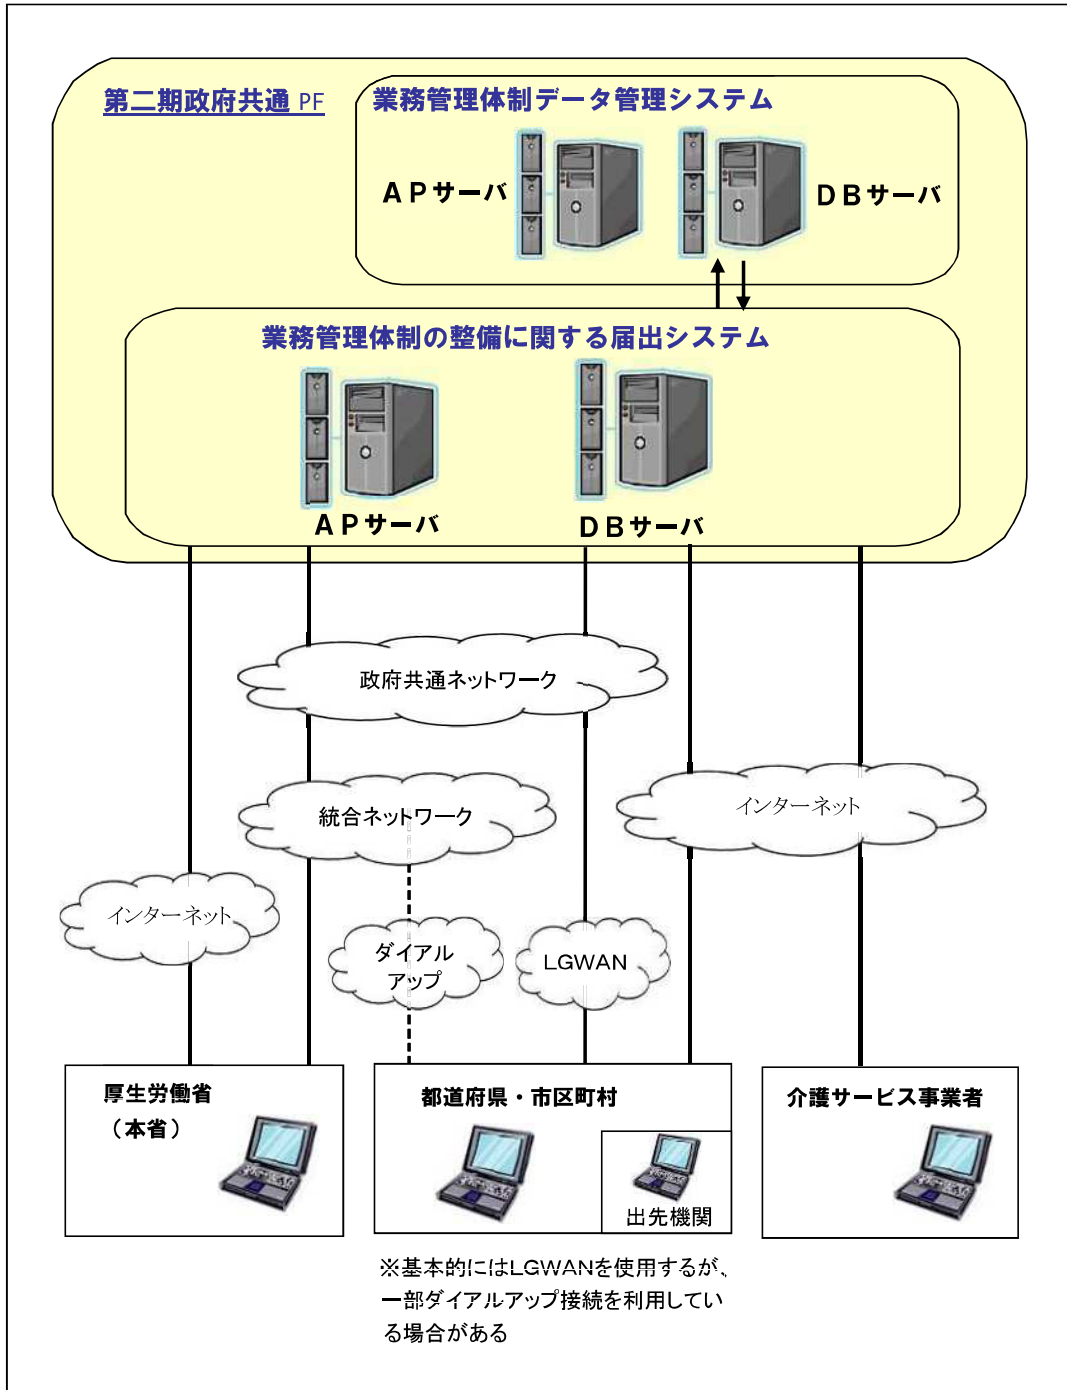 第二期政府共通 PF
業務管理体制データ管理システム
ＡＰサーバ
ＤＢサーバ
業務管理体制の整備に関する届出システム
ＡＰサーバ
ＤＢサーバ
政府共通ネットワーク
統合ネットワーク
インターネット
インターネット
ダイアル
アップ
ＬＧＷＡＮ
厚生労働省
（本省）
都道府県・市区町村
出先機関
介護サービス事業者
※基本的にはＬＧＷＡＮを使用するが、
一部ダイアルアップ接続を利用してい
る場合がある